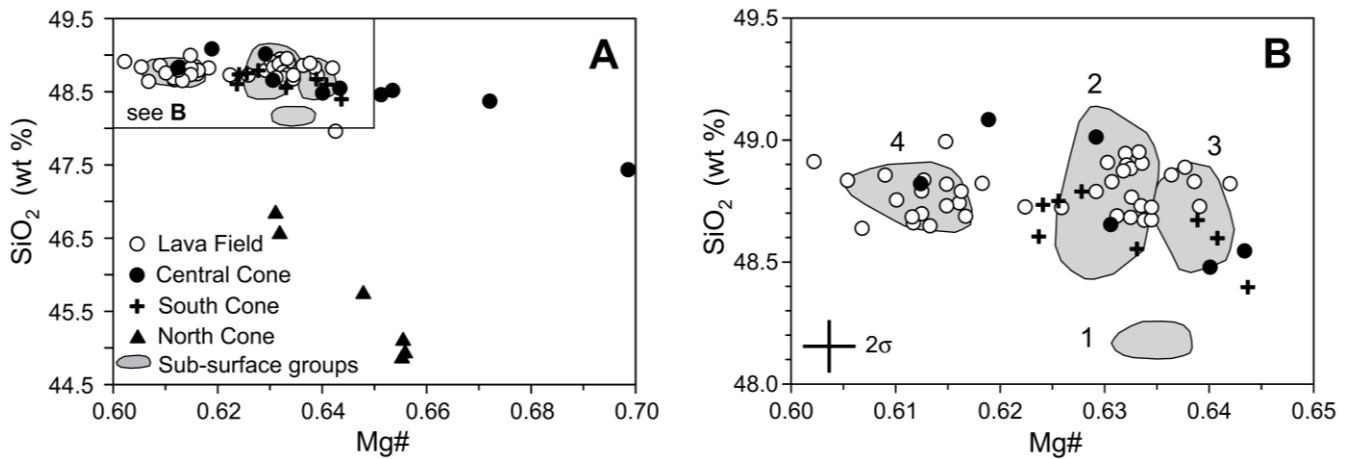 A
SiO₂ (wt %)
49.5
48.5
47.5
46.5
45.5
44.5
see B
Lava Field
Central Cone
South Cone
North Cone
Sub-surface groups
0.60 0.62 0.64 0.66 0.68 0.70
Mg#
B
SiO₂ (wt %)
49.5
49.0
48.5
48.0
2
4 3
1
2σ
0.60 0.61 0.62 0.63 0.64 0.65
Mg#